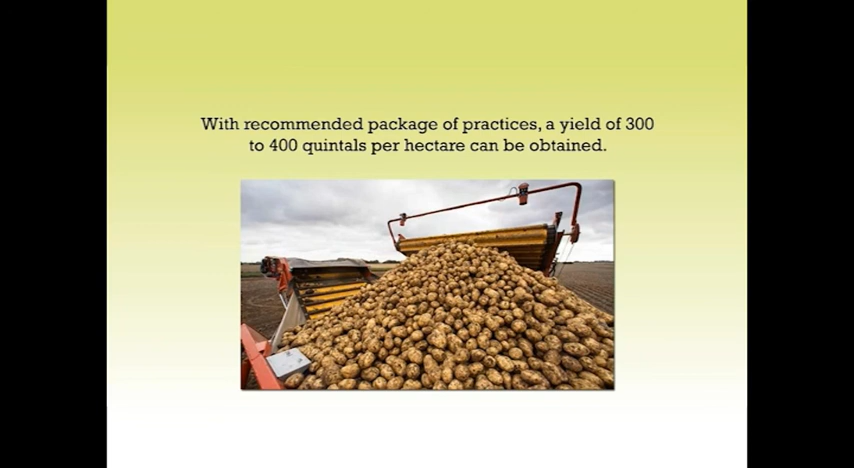 With recommended package of practices, a yield of 300
to 400 quintals per hectare can be obtained.